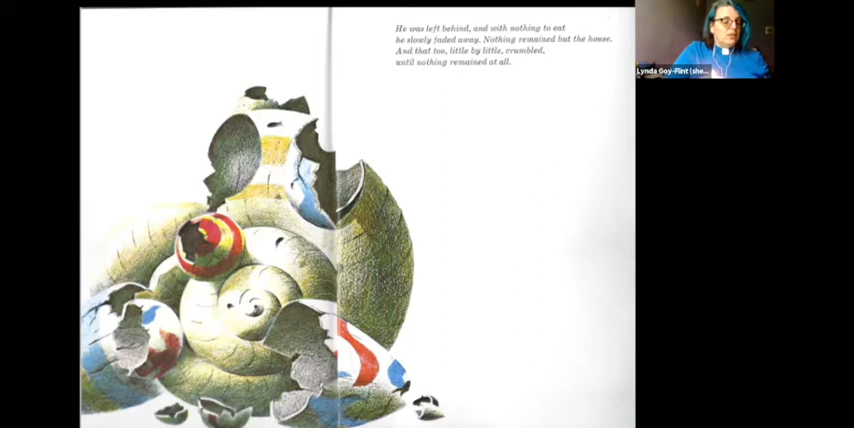 He was left behind, and with nothing to eat
he slowly faded away. Nothing remained but the house.
And that too, little by little, crumbled,
until nothing remained at all.
Lynda Goy-Flint (she...